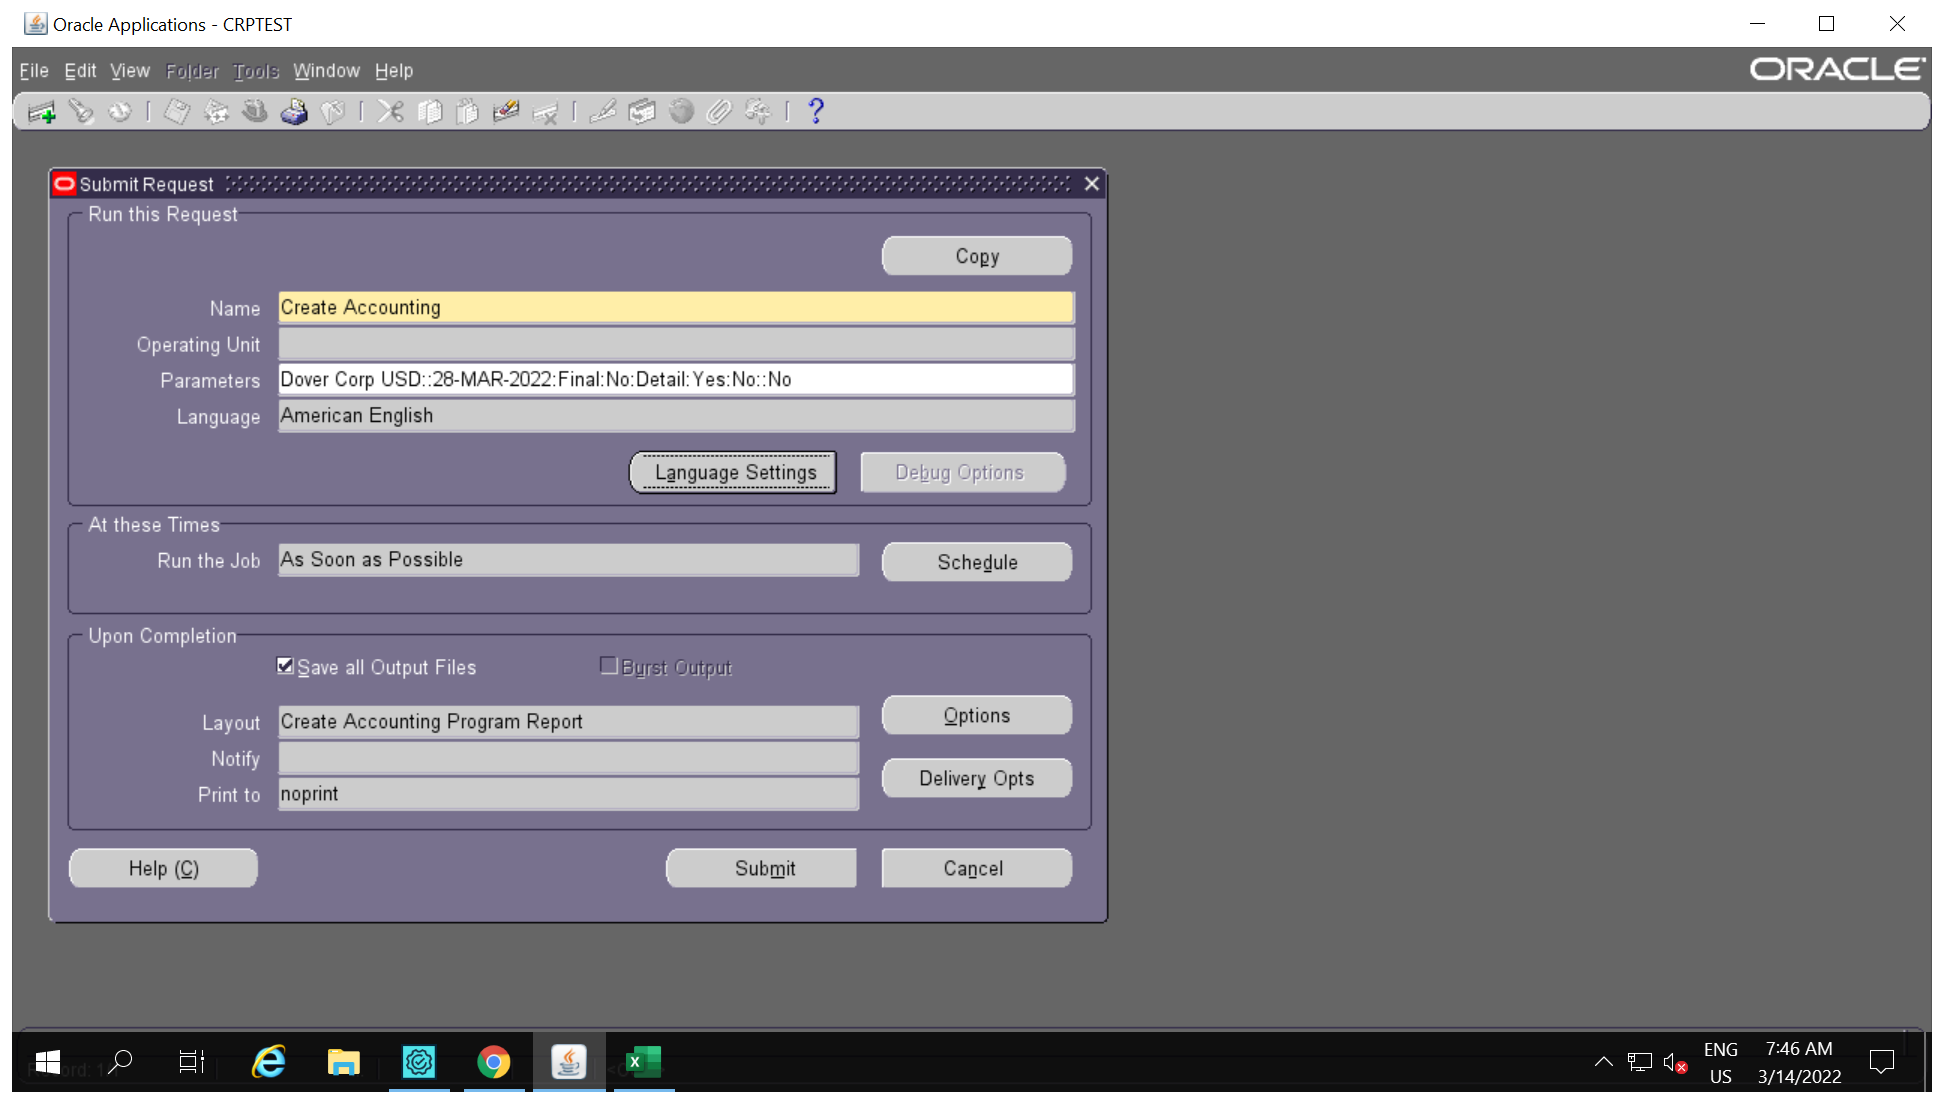 Oracle Applications - CRPTEST
File Edit View Folder Tools Window Help
ORACLE
Submit Request
Run this Request
Copy
Name Create Accounting
Operating Unit
Parameters Dover Corp USD::28-MAR-2022:Final:No:Detail:Yes:No::No
Language American English
Language Settings Debug Options
At these Times
Run the Job As Soon as Possible Schedule
Upon Completion
Save all Output Files Burst Output
Layout Create Accounting Program Report Options
Notify
Print to noprint Delivery Opts
Help (C) Submit Cancel
ENG 7:46 AM
US 3/14/2022